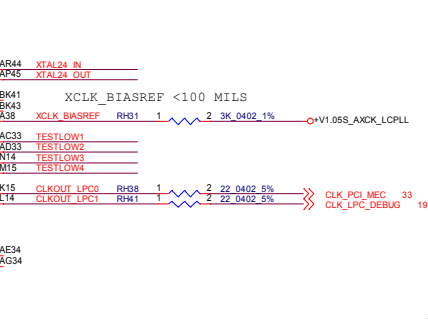 AR44 XTAL24_IN
AP45 XTAL24_OUT
BK41
XCLK_BIASREF <100 MILS
BK43
A38 XCLK_BIASREF RH31 1 2 3K_0402_1% +V1.05S_AXCK_LCPLL
AC33 TESTLOW1
AD33 TESTLOW2
N14 TESTLOW3
M15 TESTLOW4
K15 CLKOUT_LPC0 RH38 1 2 22_0402_5% CLK_PCI_MEC 33
L14 CLKOUT_LPC1 RH41 1 2 22_0402_5% CLK_LPC_DEBUG 19
AE34
AG34